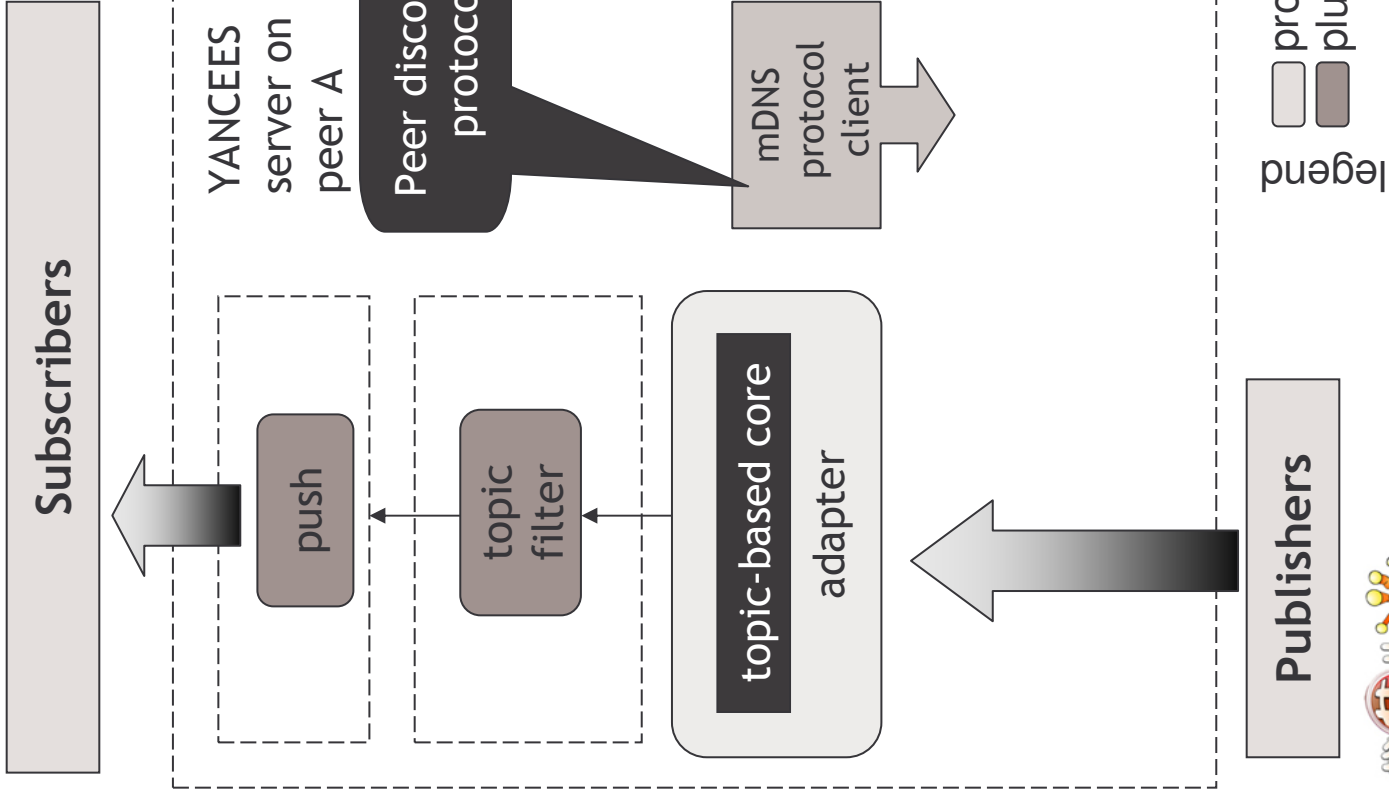 Subscribers
YANCEES
server on
peer A
Peer disco
protoco
push
topic
filter
topic-based core
adapter
mDNS
protocol
client
Publishers
legend
pro
plu